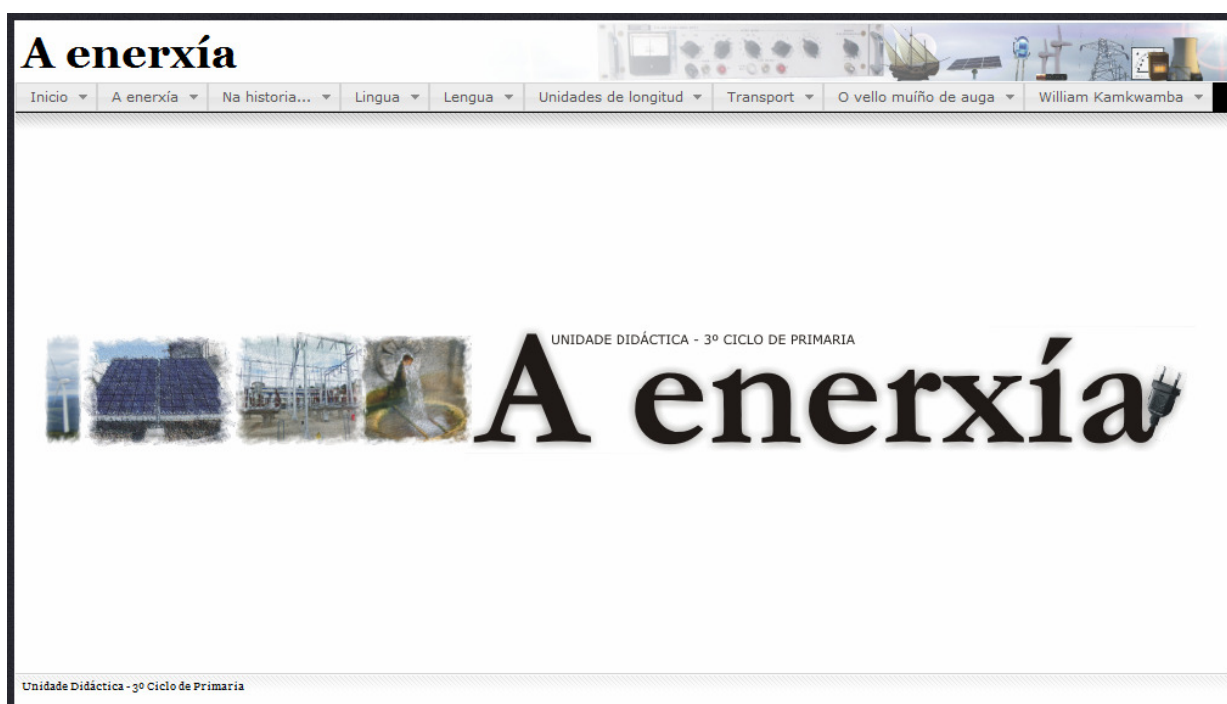 A enerxía
Inicio A enerxía Na historia... Lingua Lengua Unidades de longitud Transport O vello muíño de auga William Kamkwamba
UNIDADE DIDÁCTICA - 3º CICLO DE PRIMARIA
A enerxía
Unidade Didáctica - 3º Ciclo de Primaria